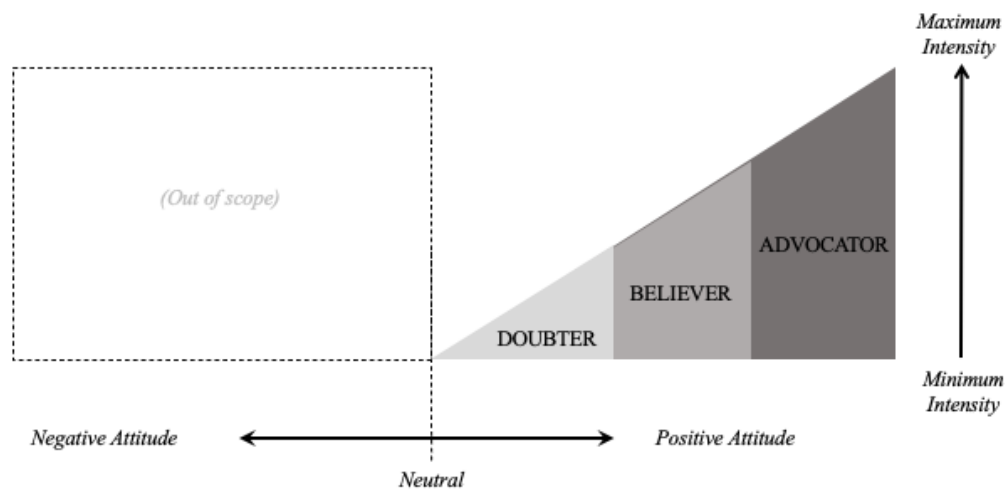 Maximum
Intensity
(Out of scope)
ADVOCATOR
BELIEVER
DOUBTER
Minimum
Intensity
Negative Attitude
Positive Attitude
Neutral